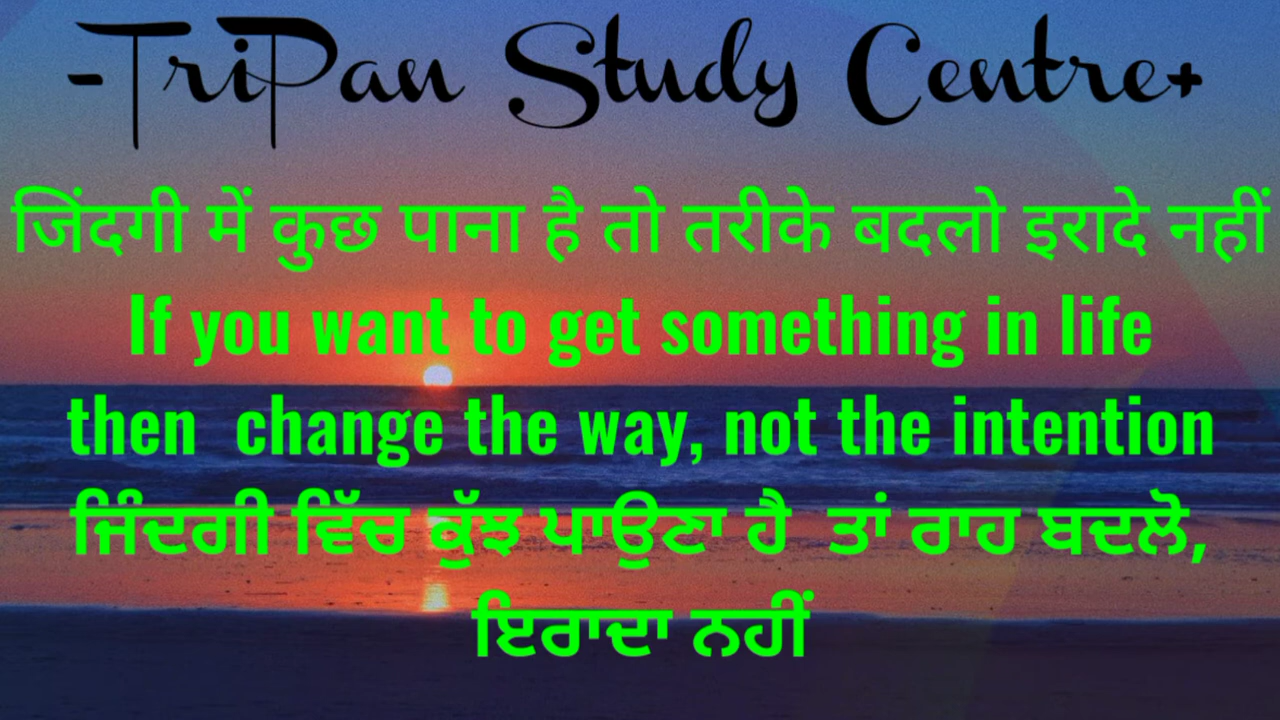 -TriPan Study Centre+
जिंदगी में कुछ पाना है तो तरीके बदलो इरादे नहीं
If you want to get something in life
then change the way, not the intention
ਜਿੰਦਗੀ ਵਿੱਚ ਕੁੱਝ ਪਾਉਣਾ ਹੈ ਤਾਂ ਰਾਹ ਬਦਲੋ,
ਇਰਾਦਾ ਨਹੀਂ